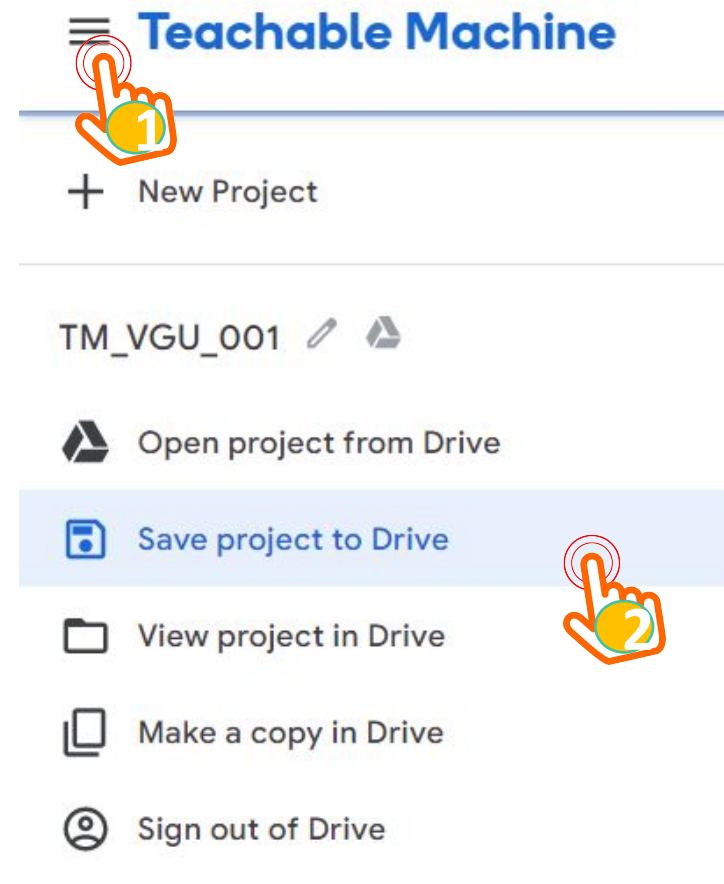 Teachable Machine
1
New Project
TM_VGU_001
Open project from Drive
Save project to Drive
2
View project in Drive
Make a copy in Drive
Sign out of Drive